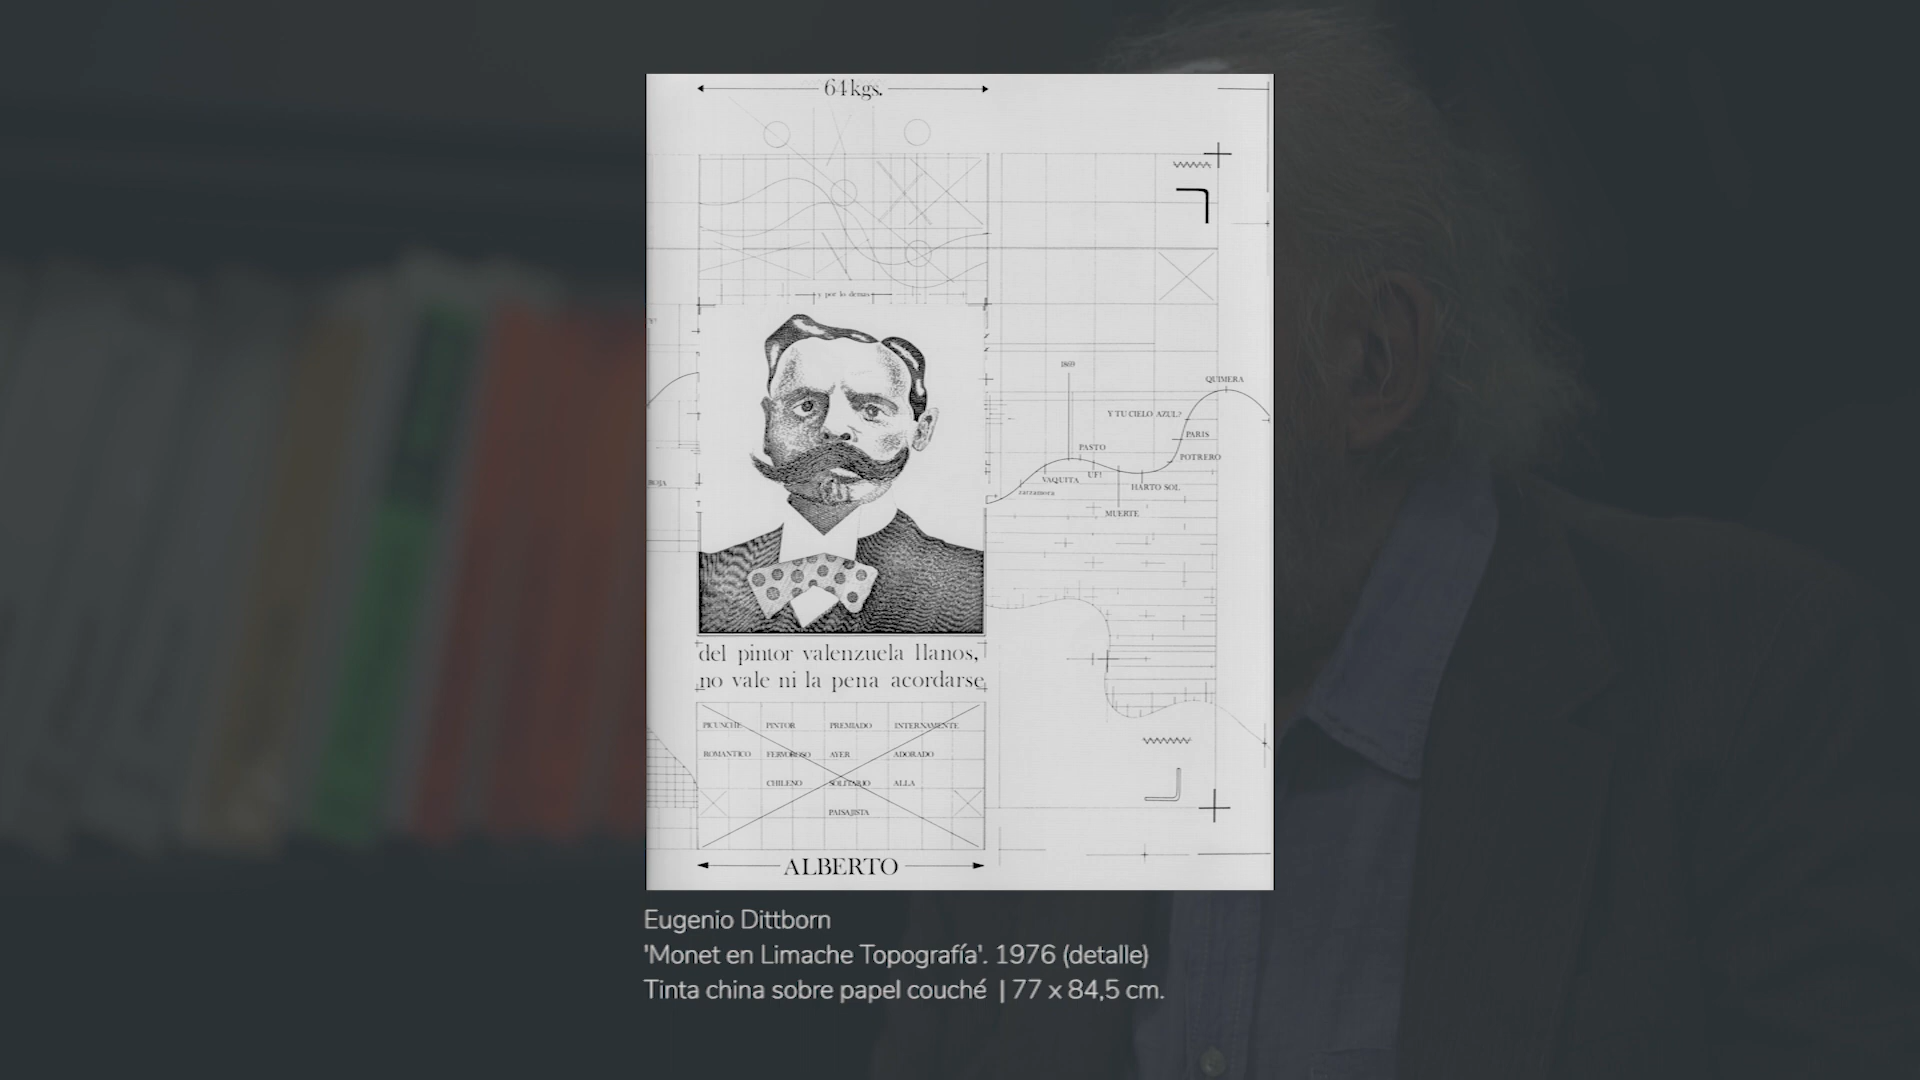 64kgs.
y por lo demas
1869
QUIMERA
Y TU CIELO AZUL?
PARIS
PASTO
POTRERO
UF!
VAQUITA
HARTO SOL
ROJA
zarzamora
MUERTE
del pintor valenzuela llanos,
no vale ni la pena acordarse
PICUNCHE PINTOR PREMIADO INTERNAMENTE
ROMANTICO FERVOROSO AYER ADORADO
CHILENO SOLITARIO ALLA
PAISAJISTA
ALBERTO
Eugenio Dittborn
'Monet en Limache Topografía'. 1976 (detalle)
Tinta china sobre papel couché | 77 x 84,5 cm.